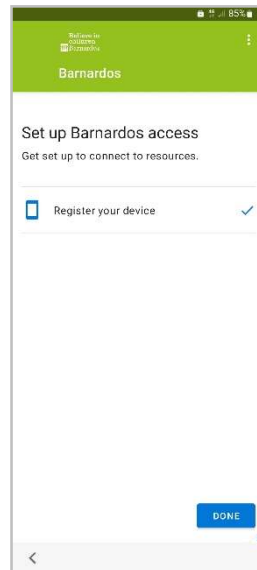 85%
Believe in
children
Barnardos
Barnardos
Set up Barnardos access
Get set up to connect to resources.
Register your device
DONE